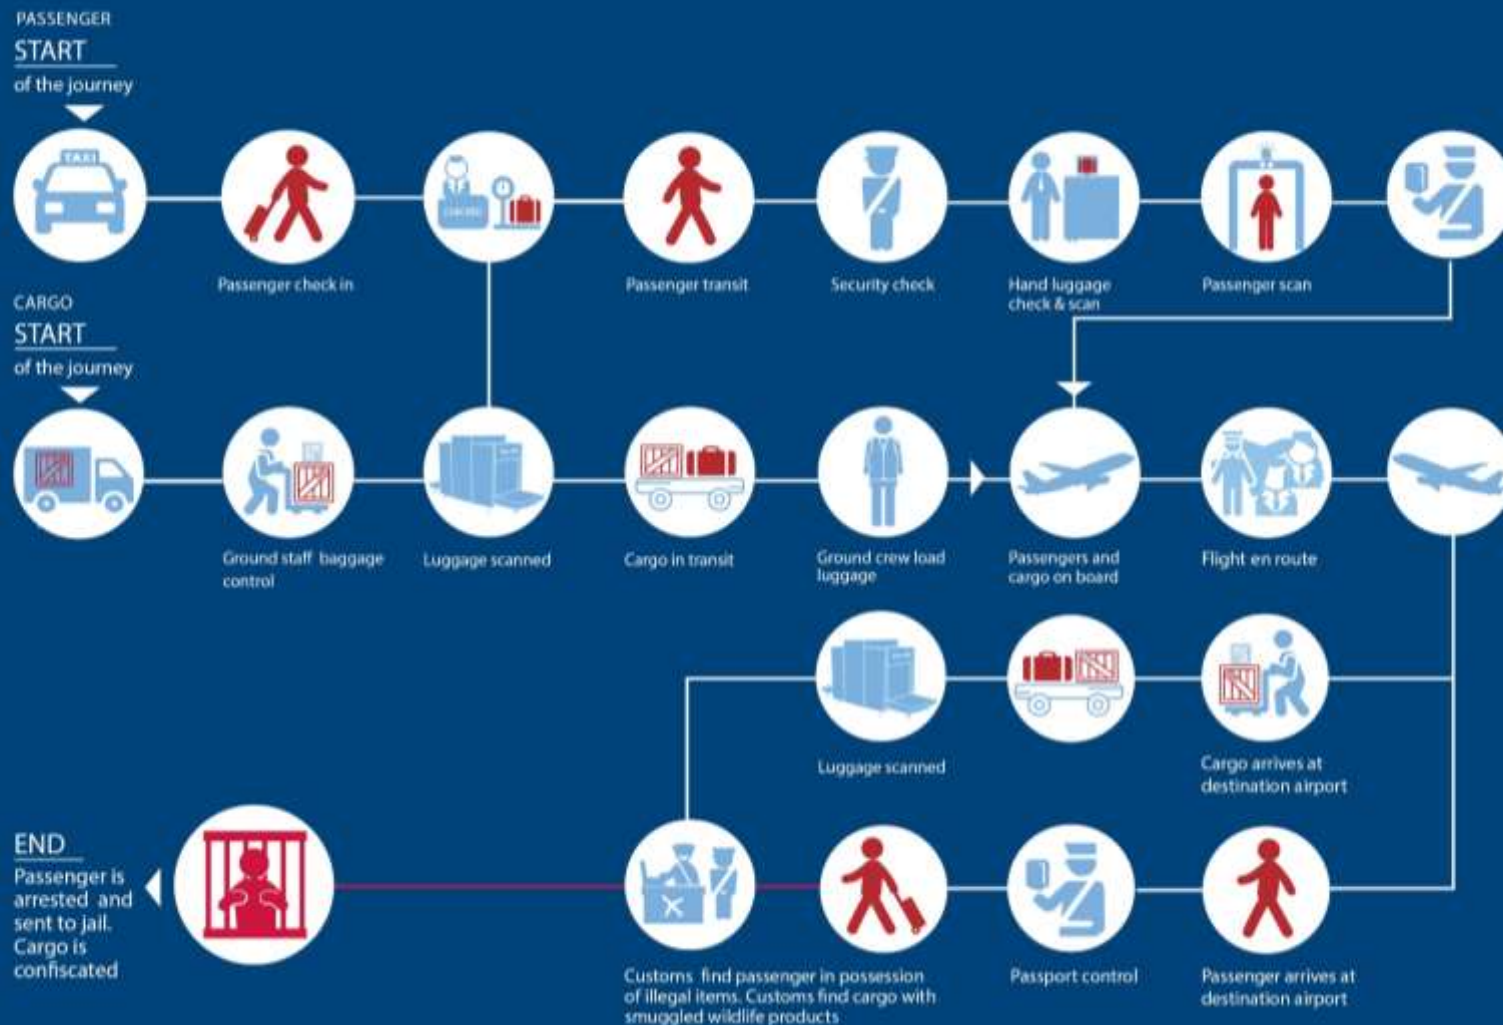 PASSENGER
START
of the journey
TAXI
Passenger check in
Passenger transit
Security check
Hand luggage
check & scan
Passenger scan
CARGO
START
of the journey
Ground staff baggage
control
Luggage scanned
Cargo in transit
Ground crew load
luggage
Passengers and
cargo on board
Flight en route
Luggage scanned
Cargo arrives at
destination airport
END
Passenger is
arrested and
sent to jail.
Cargo is
confiscated
Customs find passenger in possession
of illegal items. Customs find cargo with
smuggled wildlife products
Passport control
Passenger arrives at
destination airport